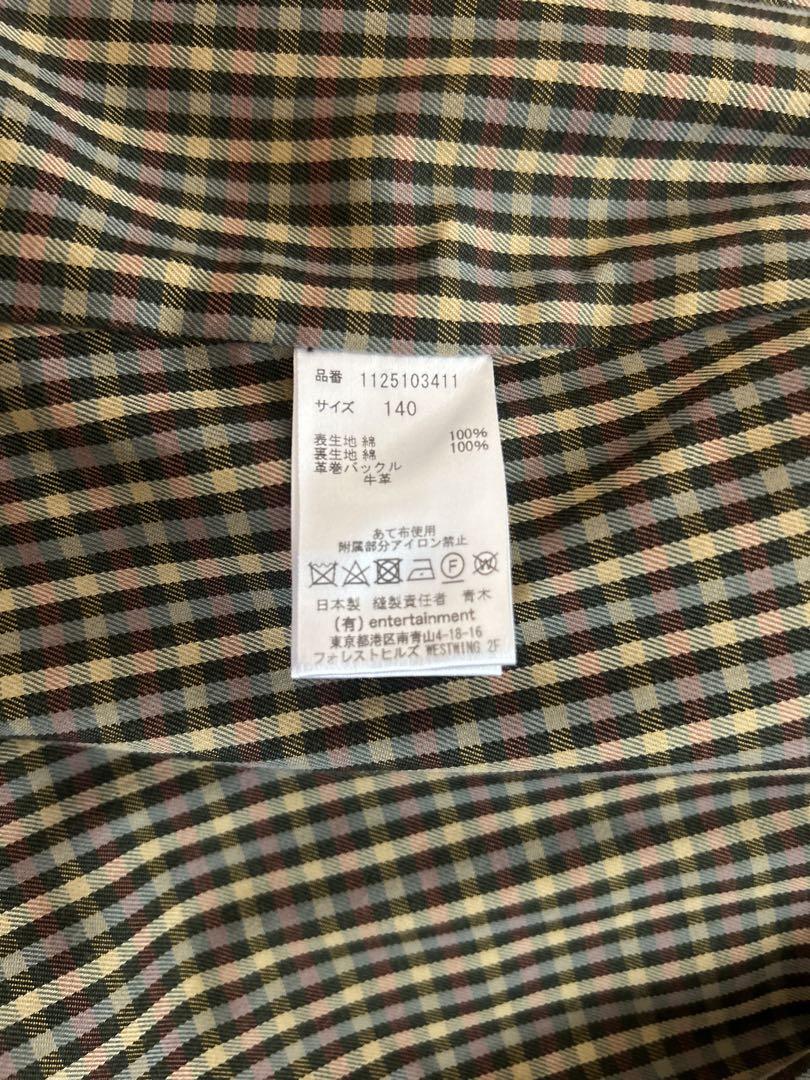 品番 1125103411
サイズ 140
表生地 綿 100%
裏生地 綿 100%
革巻バックル
牛革
あて布使用
附属部分アイロン禁止
F W
日本製 縫製責任者 青木
(有) entertainment
東京都港区南青山4-18-16
フォレストヒルズ WESTWING 2F